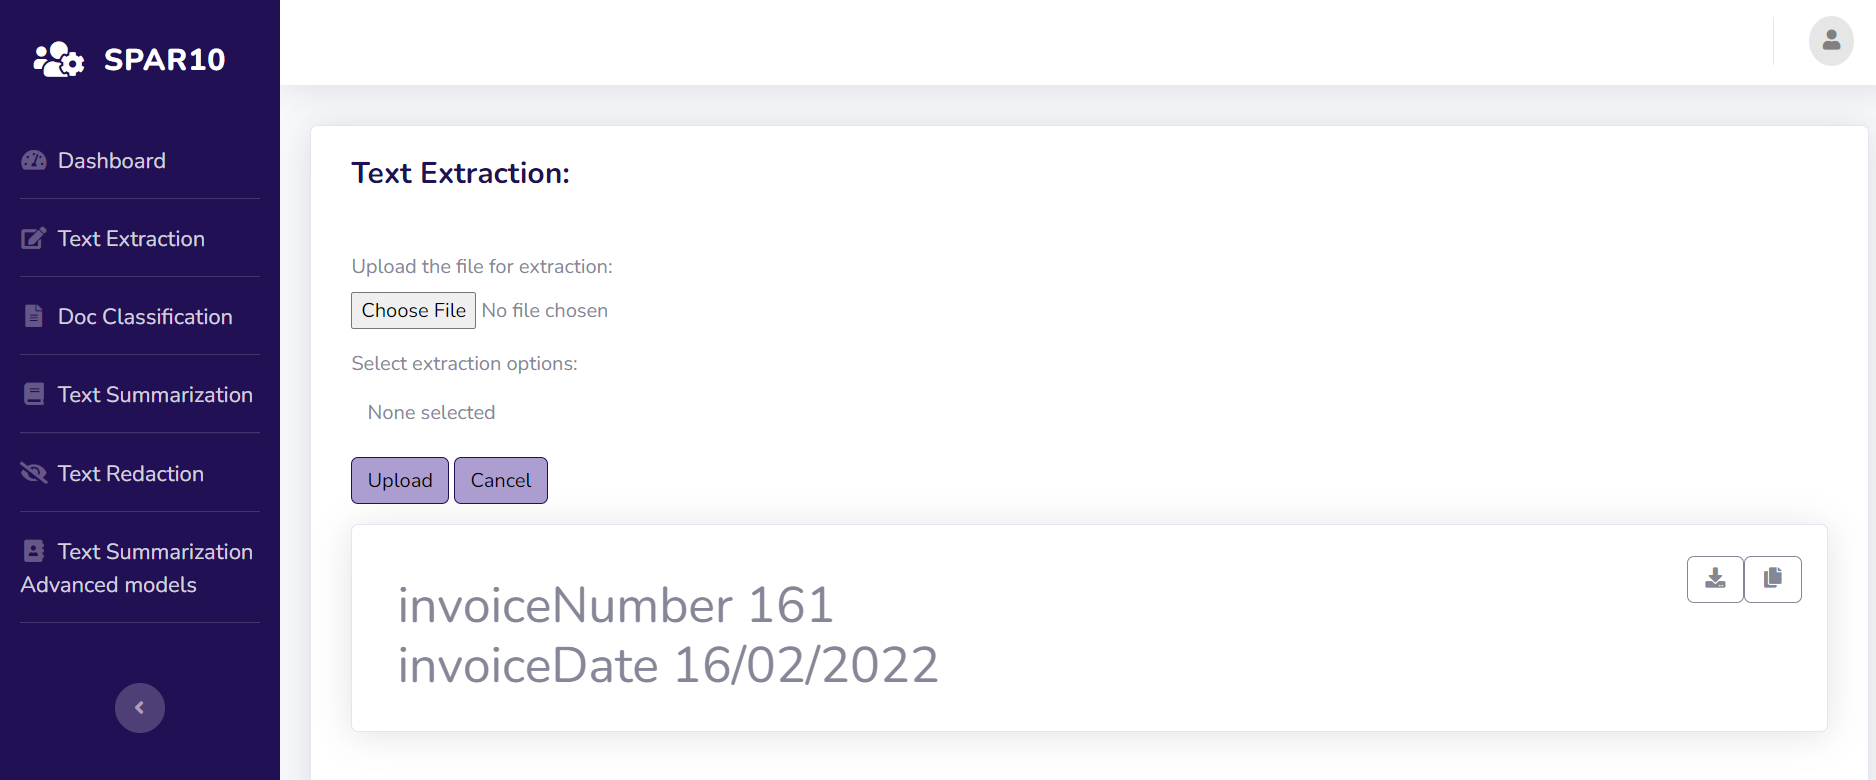 SPAR10
Dashboard
Text Extraction
Doc Classification
Text Summarization
Text Redaction
Text Summarization
Advanced models
Text Extraction:
Upload the file for extraction:
Choose File No file chosen
Select extraction options:
None selected
Upload Cancel
invoiceNumber 161
invoiceDate 16/02/2022